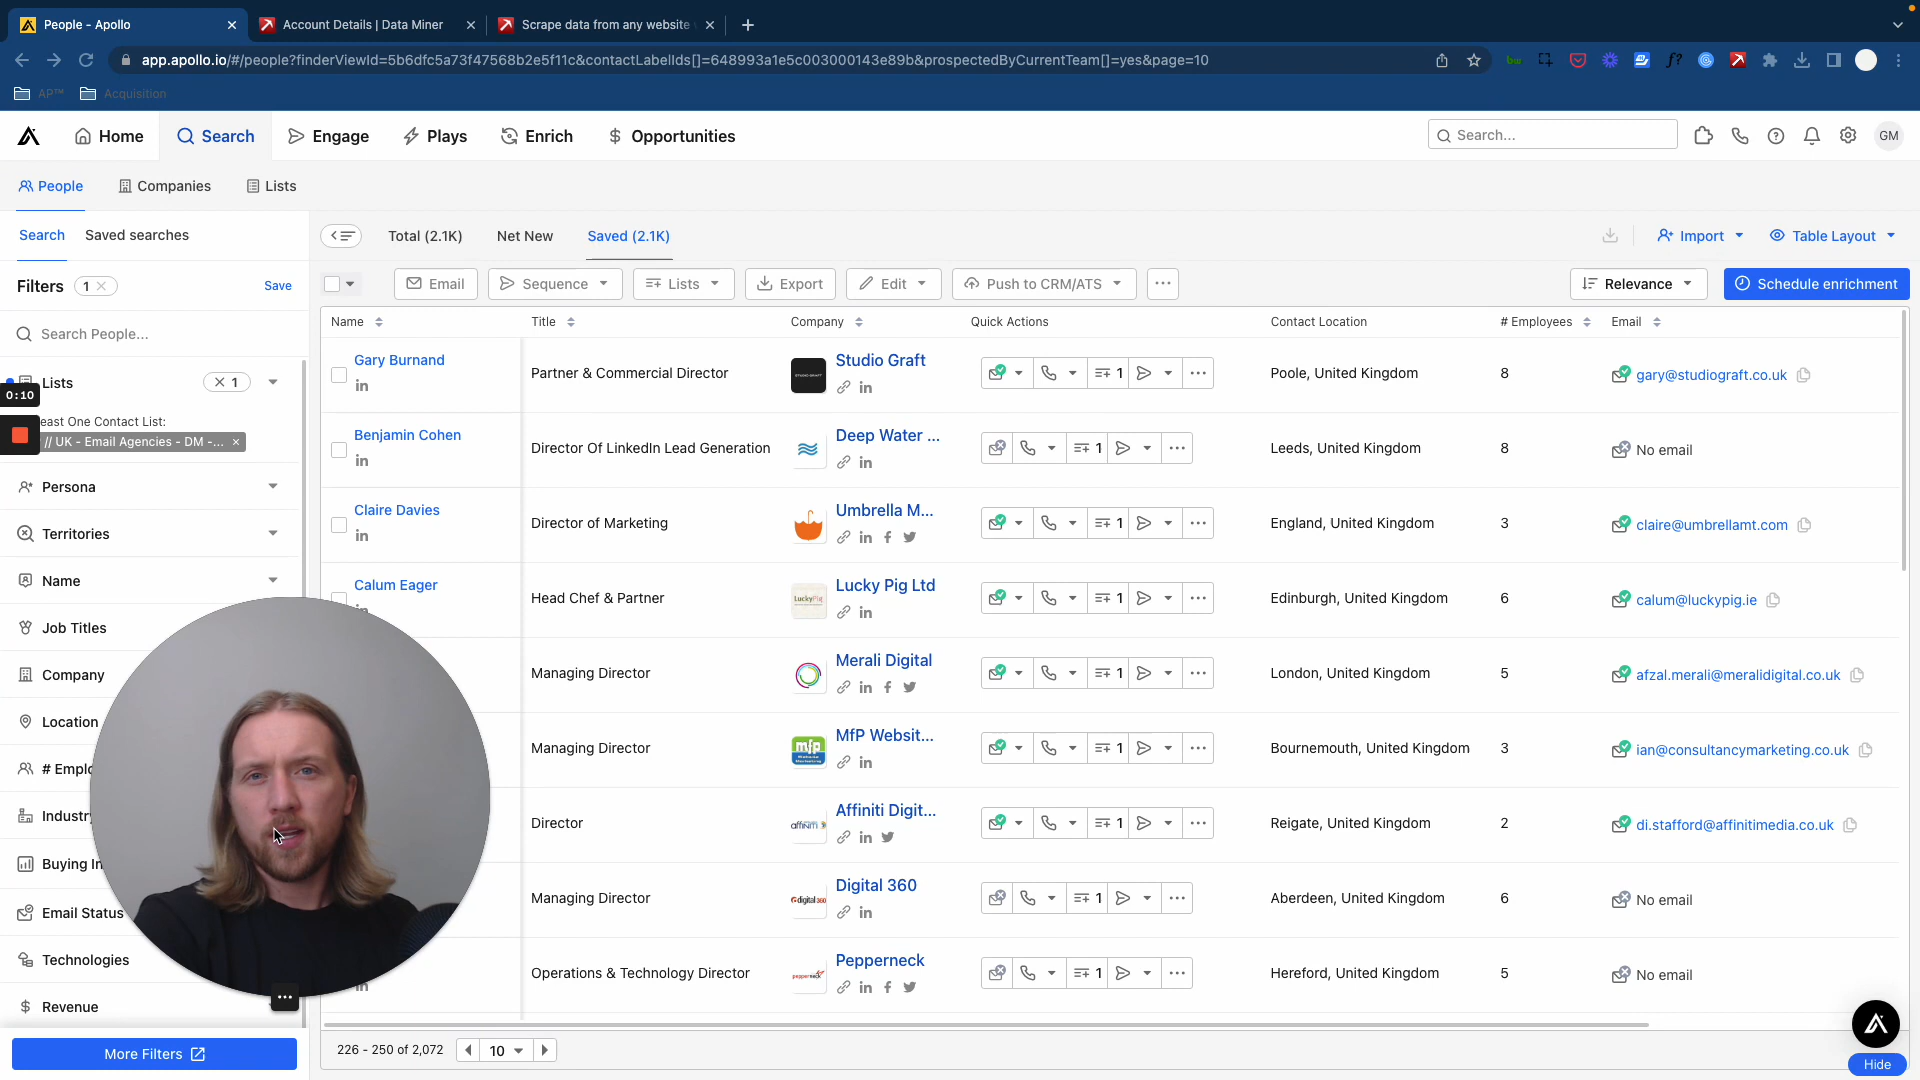 People - Apollo
Account Details | Data Miner
Scrape data from any website
app.apollo.io/#/people?finderViewId=5b6dfc5a73f47568b2e5f11c&contactLabelIds[]=648993a1e5c003000143e89b&prospectedByCurrentTeam[]=yes&page=10
AP™ Acquisition
Home Search Engage Plays Enrich Opportunities
Search...
GM
People Companies Lists
Search Saved searches
Total (2.1K) Net New Saved (2.1K)
Import Table Layout
Filters 1 Save
Email Sequence Lists Export Edit Push to CRM/ATS
Relevance Schedule enrichment
Search People...
Name Title Company Quick Actions Contact Location # Employees Email
Lists 1
0:10
east One Contact List:
// UK - Email Agencies - DM -...
Persona
Territories
Name
Job Titles
Company
Location
# Emplo
Industry
Buying In
Email Status
Technologies
Revenue
More Filters
Gary Burnand Partner & Commercial Director Studio Graft 1 Poole, United Kingdom 8 gary@studiograft.co.uk
Benjamin Cohen Director Of LinkedIn Lead Generation Deep Water ... 1 Leeds, United Kingdom 8 No email
Claire Davies Director of Marketing Umbrella M... 1 England, United Kingdom 3 claire@umbrellamt.com
Calum Eager Head Chef & Partner LuckyPig Lucky Pig Ltd 1 Edinburgh, United Kingdom 6 calum@luckypig.ie
Managing Director Merali Digital 1 London, United Kingdom 5 afzal.merali@meralidigital.co.uk
Managing Director mfp MfP Websit... 1 Bournemouth, United Kingdom 3 ian@consultancymarketing.co.uk
Director affiniti Affiniti Digit... 1 Reigate, United Kingdom 2 di.stafford@affinitimedia.co.uk
Managing Director digital 360 Digital 360 1 Aberdeen, United Kingdom 6 No email
Operations & Technology Director pepperneck Pepperneck 1 Hereford, United Kingdom 5 No email
226 - 250 of 2,072 10
Hide